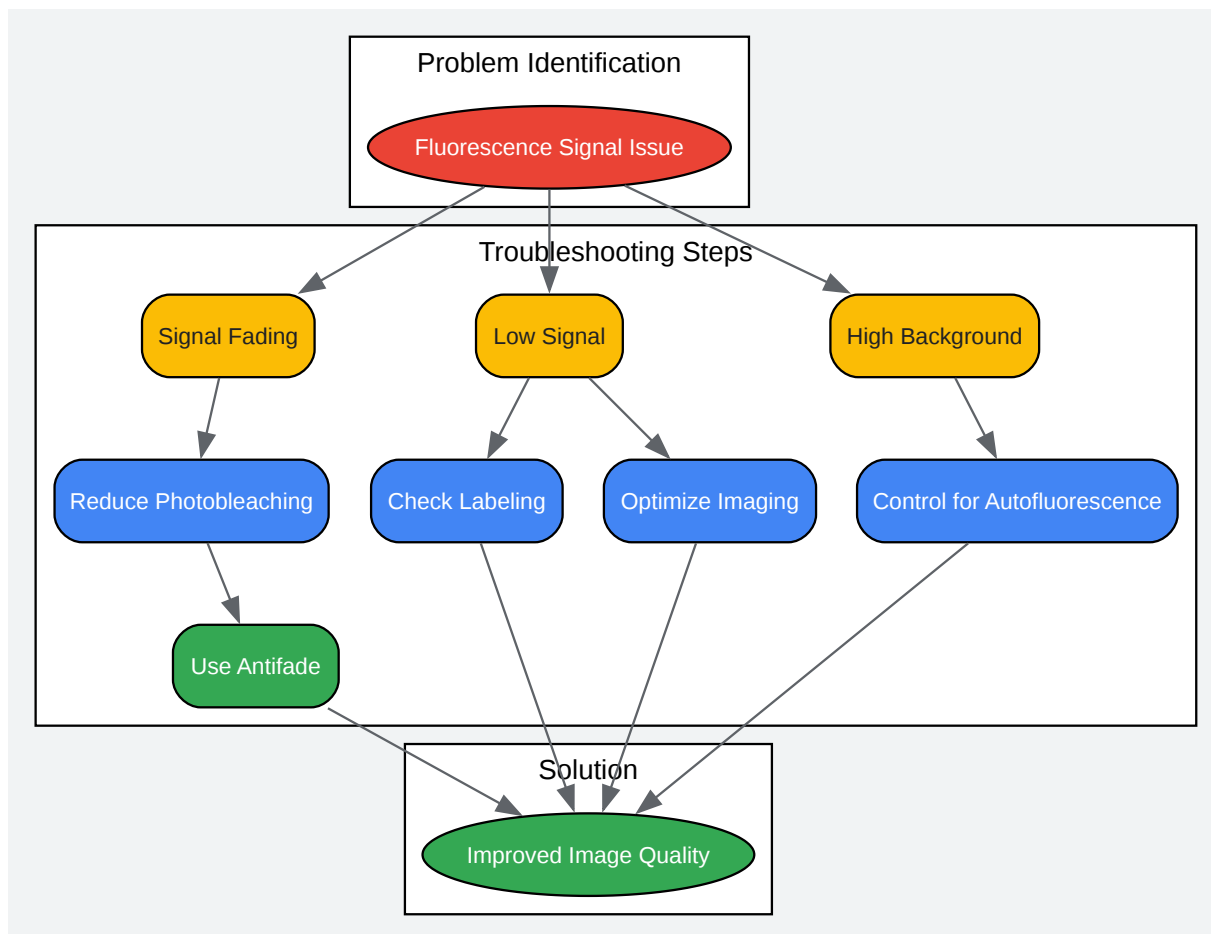 Problem Identification
Fluorescence Signal Issue
Troubleshooting Steps
Signal Fading
Low Signal
High Background
Reduce Photobleaching
Check Labeling
Optimize Imaging
Control for Autofluorescence
Use Antifade
Solution
Improved Image Quality